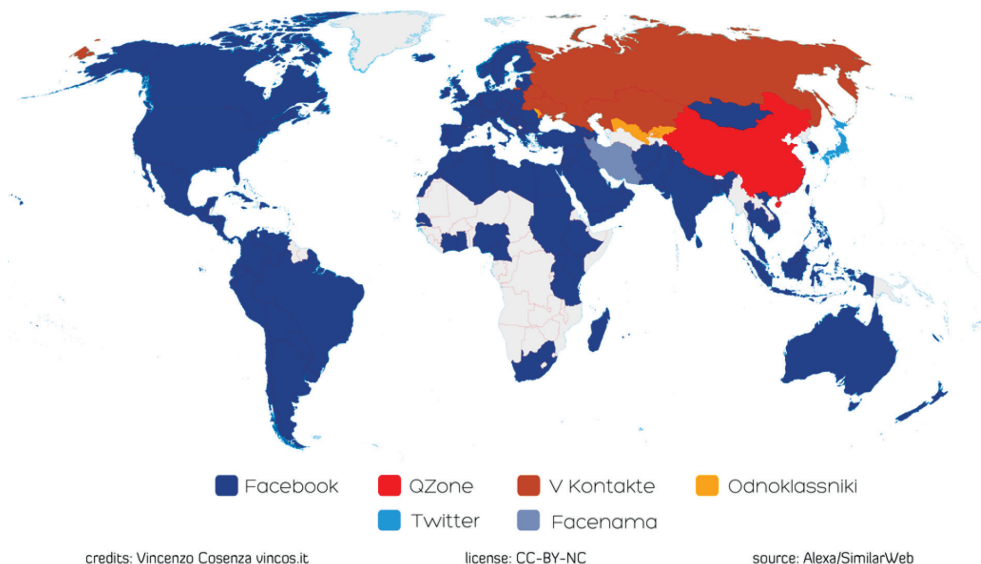 Facebook QZone V Kontakte Odnoklassniki
Twitter Facenama
credits: Vincenzo Cosenza vincos.it license: CC-BY-NC source: Alexa/SimilarWeb